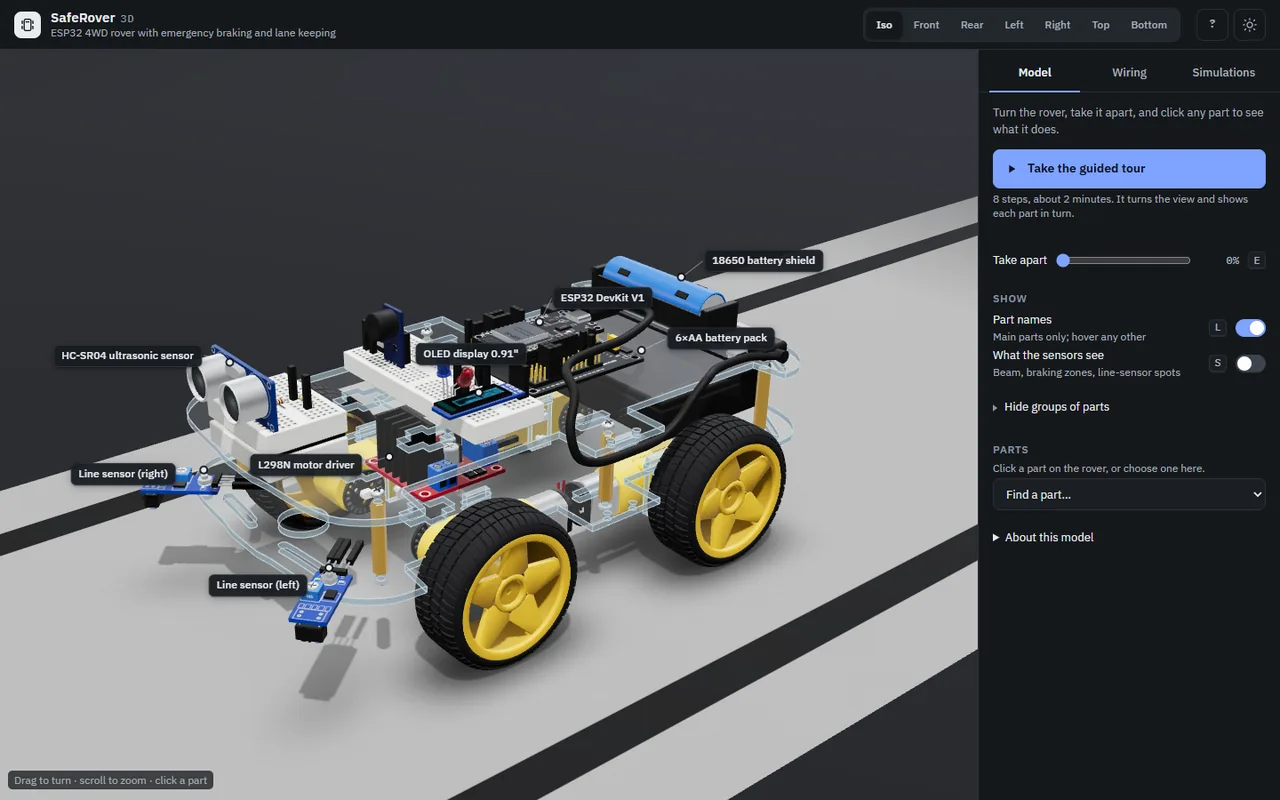 SafeRover 3D
ESP32 4WD rover with emergency braking and lane keeping
Iso Front Rear Left Right Top Bottom ?
Model Wiring Simulations
Turn the rover, take it apart, and click any part to see
what it does.
Take the guided tour
8 steps, about 2 minutes. It turns the view and shows
each part in turn.
Take apart 0% E
SHOW
Part names L
Main parts only; hover any other
What the sensors see S
Beam, braking zones, line-sensor spots
Hide groups of parts
PARTS
Click a part on the rover, or choose one here.
Find a part...
About this model
18650 battery shield
ESP32 DevKit V1
6×AA battery pack
OLED display 0.91"
HC-SR04 ultrasonic sensor
L298N motor driver
Line sensor (right)
Line sensor (left)
Drag to turn · scroll to zoom · click a part